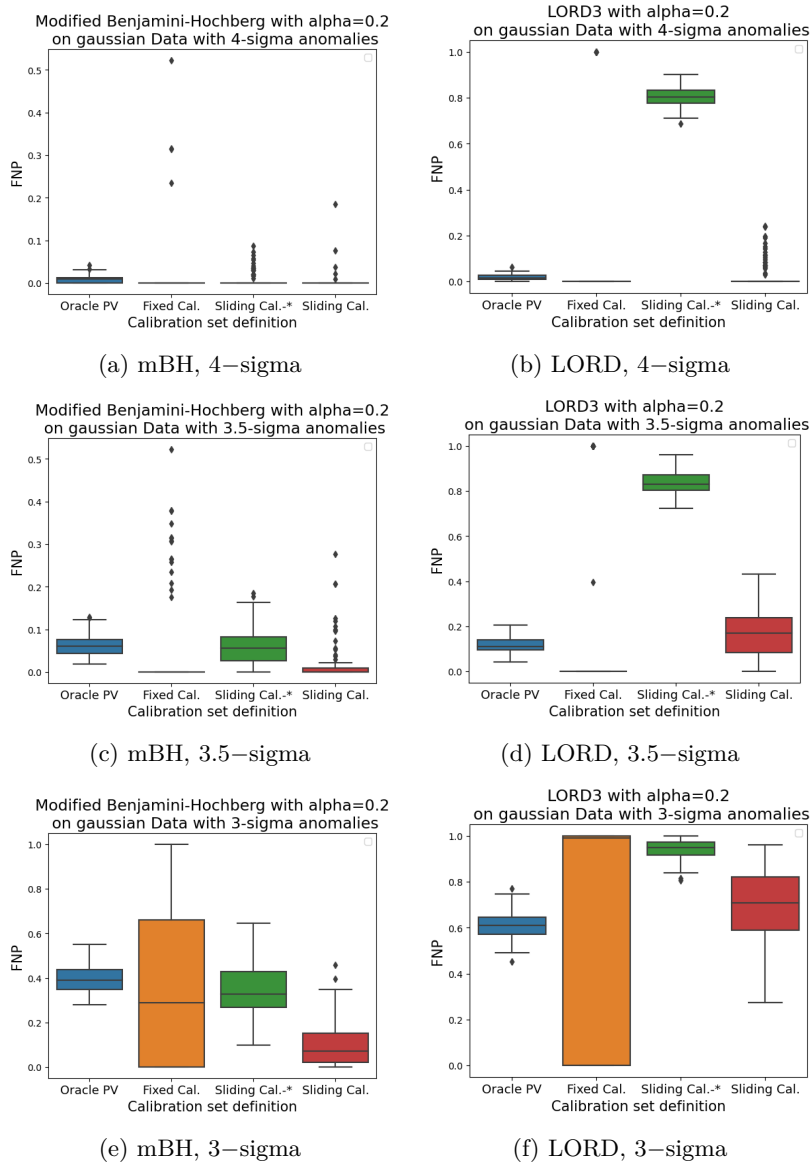 Modified Benjamini-Hochberg with alpha=0.2
on gaussian Data with 4-sigma anomalies
0.5
0.4
0.3
0.2
0.1
0.0
FNP
Oracle PV Fixed Cal. Sliding Cal.-* Sliding Cal.
Calibration set definition
(a) mBH, 4−sigma
LORD3 with alpha=0.2
on gaussian Data with 4-sigma anomalies
1.0
0.8
0.6
0.4
0.2
0.0
FNP
Oracle PV Fixed Cal. Sliding Cal.-* Sliding Cal.
Calibration set definition
(b) LORD, 4−sigma
Modified Benjamini-Hochberg with alpha=0.2
on gaussian Data with 3.5-sigma anomalies
0.5
0.4
0.3
0.2
0.1
0.0
FNP
Oracle PV Fixed Cal. Sliding Cal.-* Sliding Cal.
Calibration set definition
(c) mBH, 3.5−sigma
LORD3 with alpha=0.2
on gaussian Data with 3.5-sigma anomalies
1.0
0.8
0.6
0.4
0.2
0.0
FNP
Oracle PV Fixed Cal. Sliding Cal.-* Sliding Cal.
Calibration set definition
(d) LORD, 3.5−sigma
Modified Benjamini-Hochberg with alpha=0.2
on gaussian Data with 3-sigma anomalies
1.0
0.8
0.6
0.4
0.2
0.0
FNP
Oracle PV Fixed Cal. Sliding Cal.-* Sliding Cal.
Calibration set definition
(e) mBH, 3−sigma
LORD3 with alpha=0.2
on gaussian Data with 3-sigma anomalies
1.0
0.8
0.6
0.4
0.2
0.0
FNP
Oracle PV Fixed Cal. Sliding Cal.-* Sliding Cal.
Calibration set definition
(f) LORD, 3−sigma